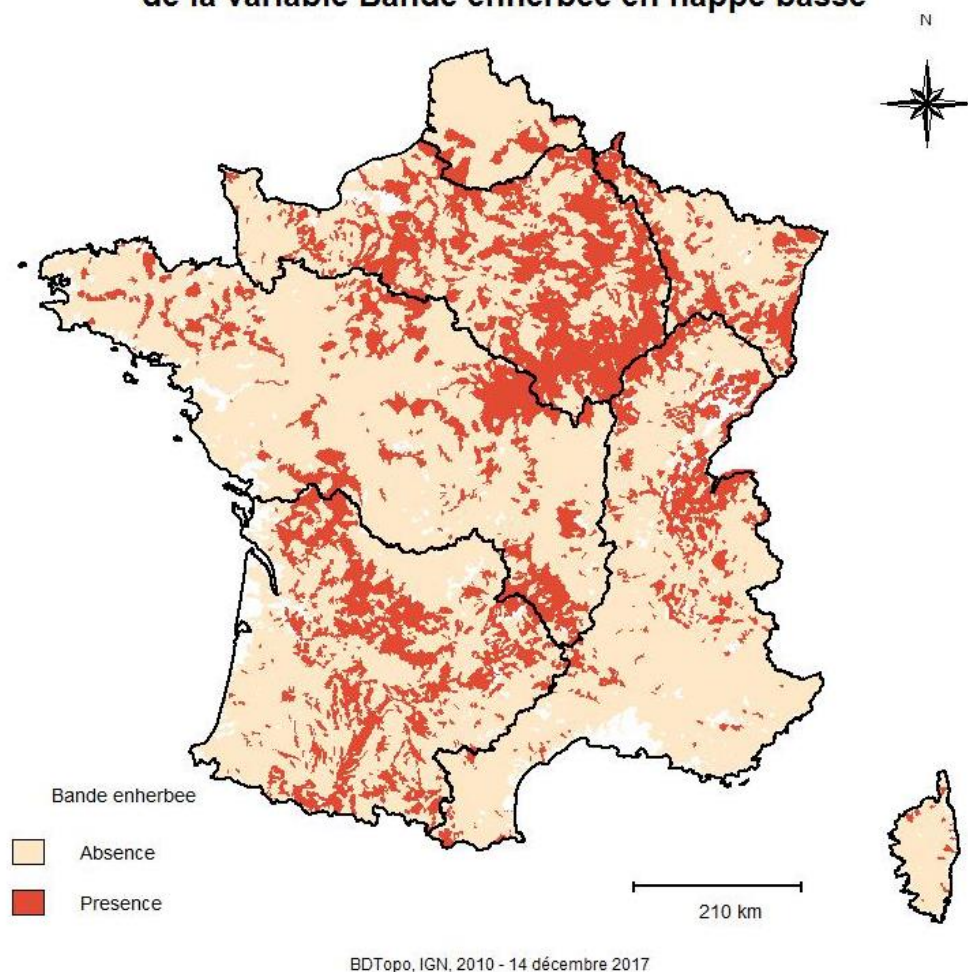 de la variable Bande enherbée en nappe basse
N
Bande enherbee
Absence
Presence
210 km
BDTopo, IGN, 2010 - 14 décembre 2017